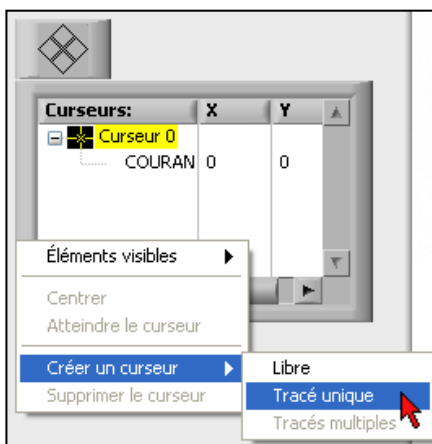 Curseurs: X Y
Curseur 0
COURAN 0 0
Éléments visibles
Centrer
Atteindre le curseur
Créer un curseur
Supprimer le curseur
Libre
Tracé unique
Tracés multiples